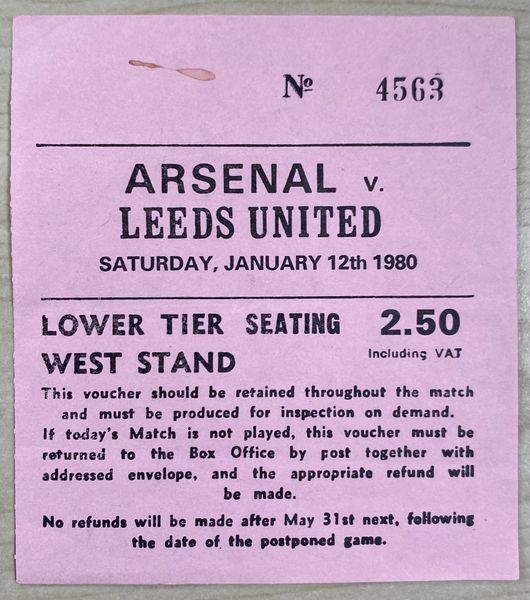 Nº 4563
ARSENAL v.
LEEDS UNITED
SATURDAY, JANUARY 12th 1980
LOWER TIER SEATING 2.50
WEST STAND Including VAT
This voucher should be retained throughout the match
and must be produced for inspection on demand.
If today's Match is not played, this voucher must be
returned to the Box Office by post together with
addressed envelope, and the appropriate refund will
be made.
No refunds will be made after May 31st next, following
the date of the postponed game.